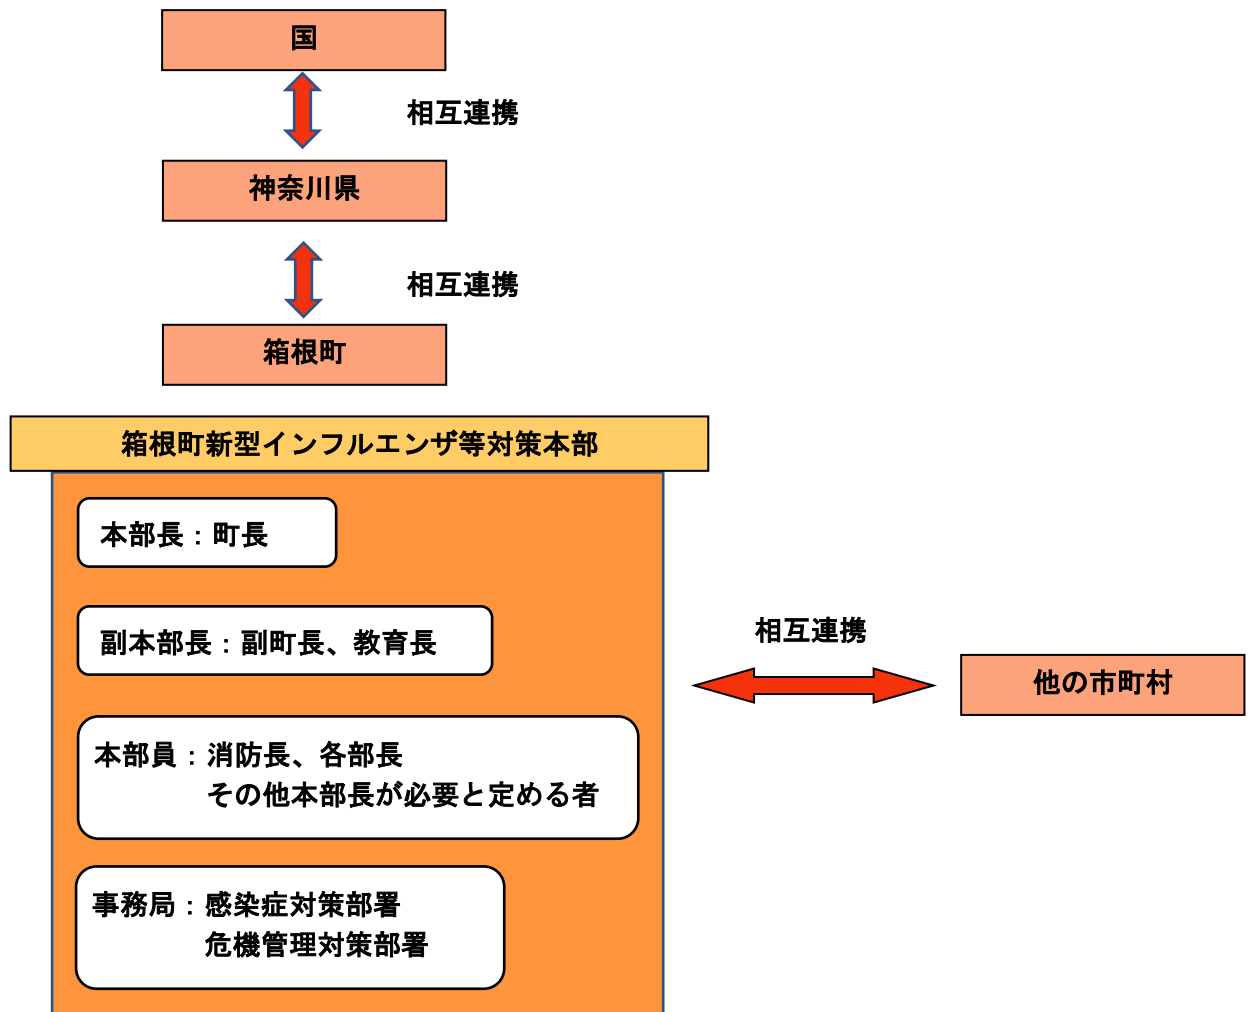 国
相互連携
神奈川県
相互連携
箱根町
箱根町新型インフルエンザ等対策本部
本部長：町長
副本部長：副町長、教育長
相互連携
他の市町村
本部員：消防長、各部長
その他本部長が必要と定める者
事務局：感染症対策部署
危機管理対策部署